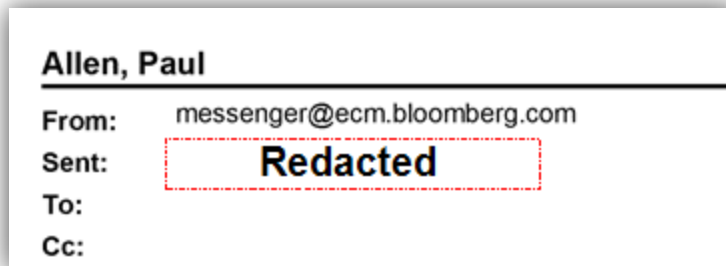 Allen, Paul
From: messenger@ecm.bloomberg.com
Sent: Redacted
To:
Cc: